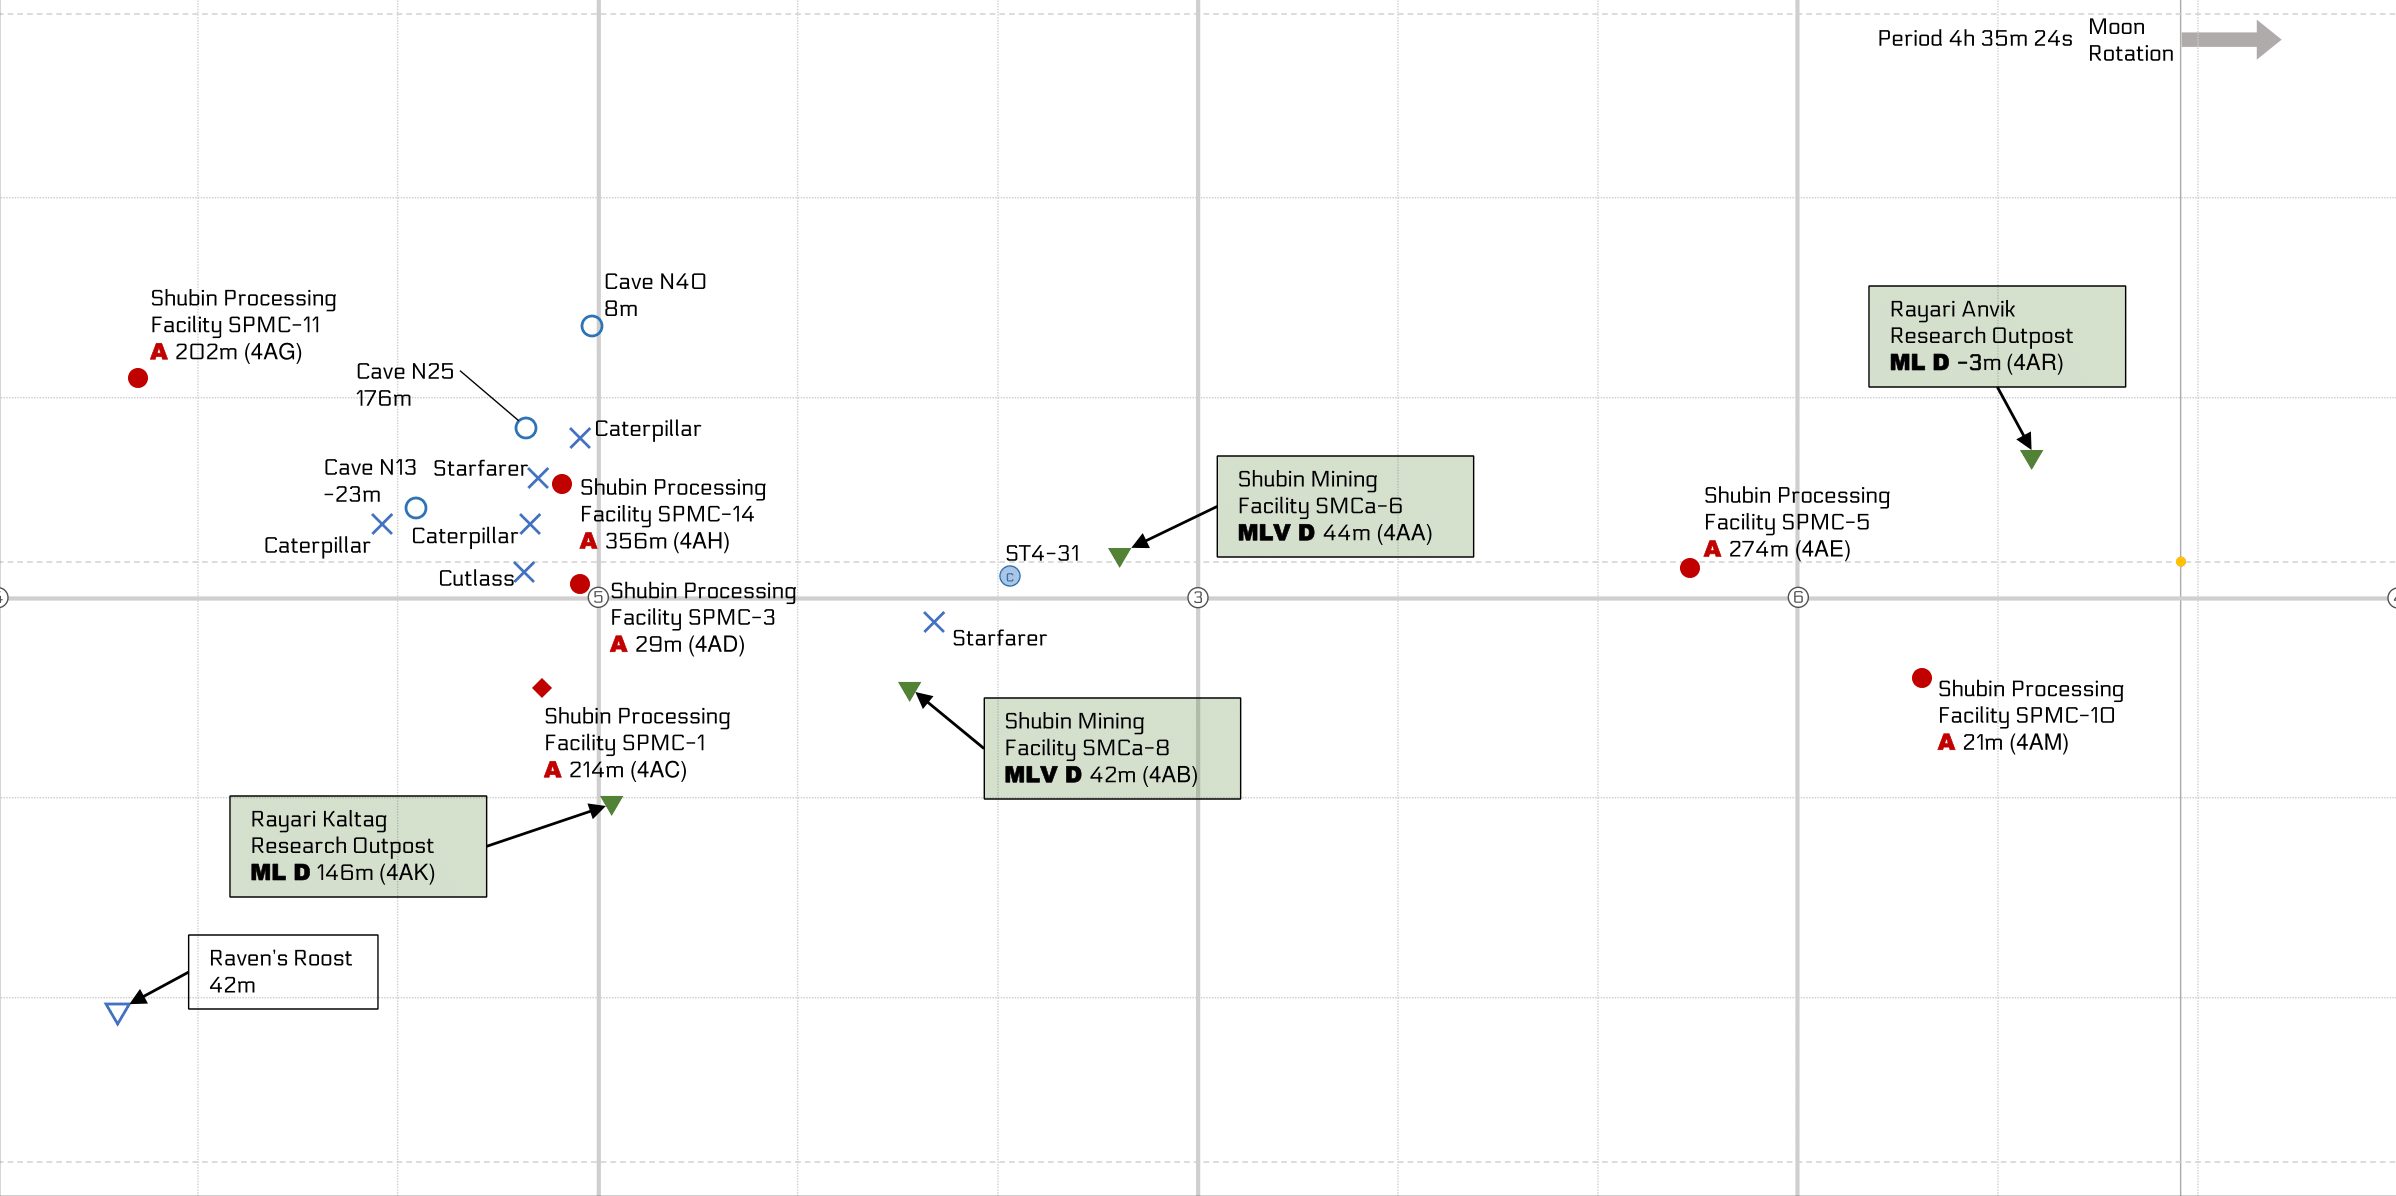 Period 4h 35m 24s
Moon
Rotation
Cave N40
8m
Shubin Processing
Facility SPMC-11
A 202m (4AG)
Rayari Anvik
Research Outpost
ML D -3m (4AR)
Cave N25
176m
Caterpillar
Cave N13
-23m
Starfarer
Shubin Processing
Facility SPMC-14
A 356m (4AH)
Caterpillar
Caterpillar
Cutlass
Shubin Mining
Facility SMCa-6
MLV D 44m (4AA)
Shubin Processing
Facility SPMC-5
A 274m (4AE)
ST4-31
C
5
3
6
Shubin Processing
Facility SPMC-3
A 29m (4AD)
Starfarer
Shubin Processing
Facility SPMC-1
A 214m (4AC)
Shubin Mining
Facility SMCa-8
MLV D 42m (4AB)
Shubin Processing
Facility SPMC-10
A 21m (4AM)
Rayari Kaltag
Research Outpost
ML D 146m (4AK)
Raven's Roost
42m